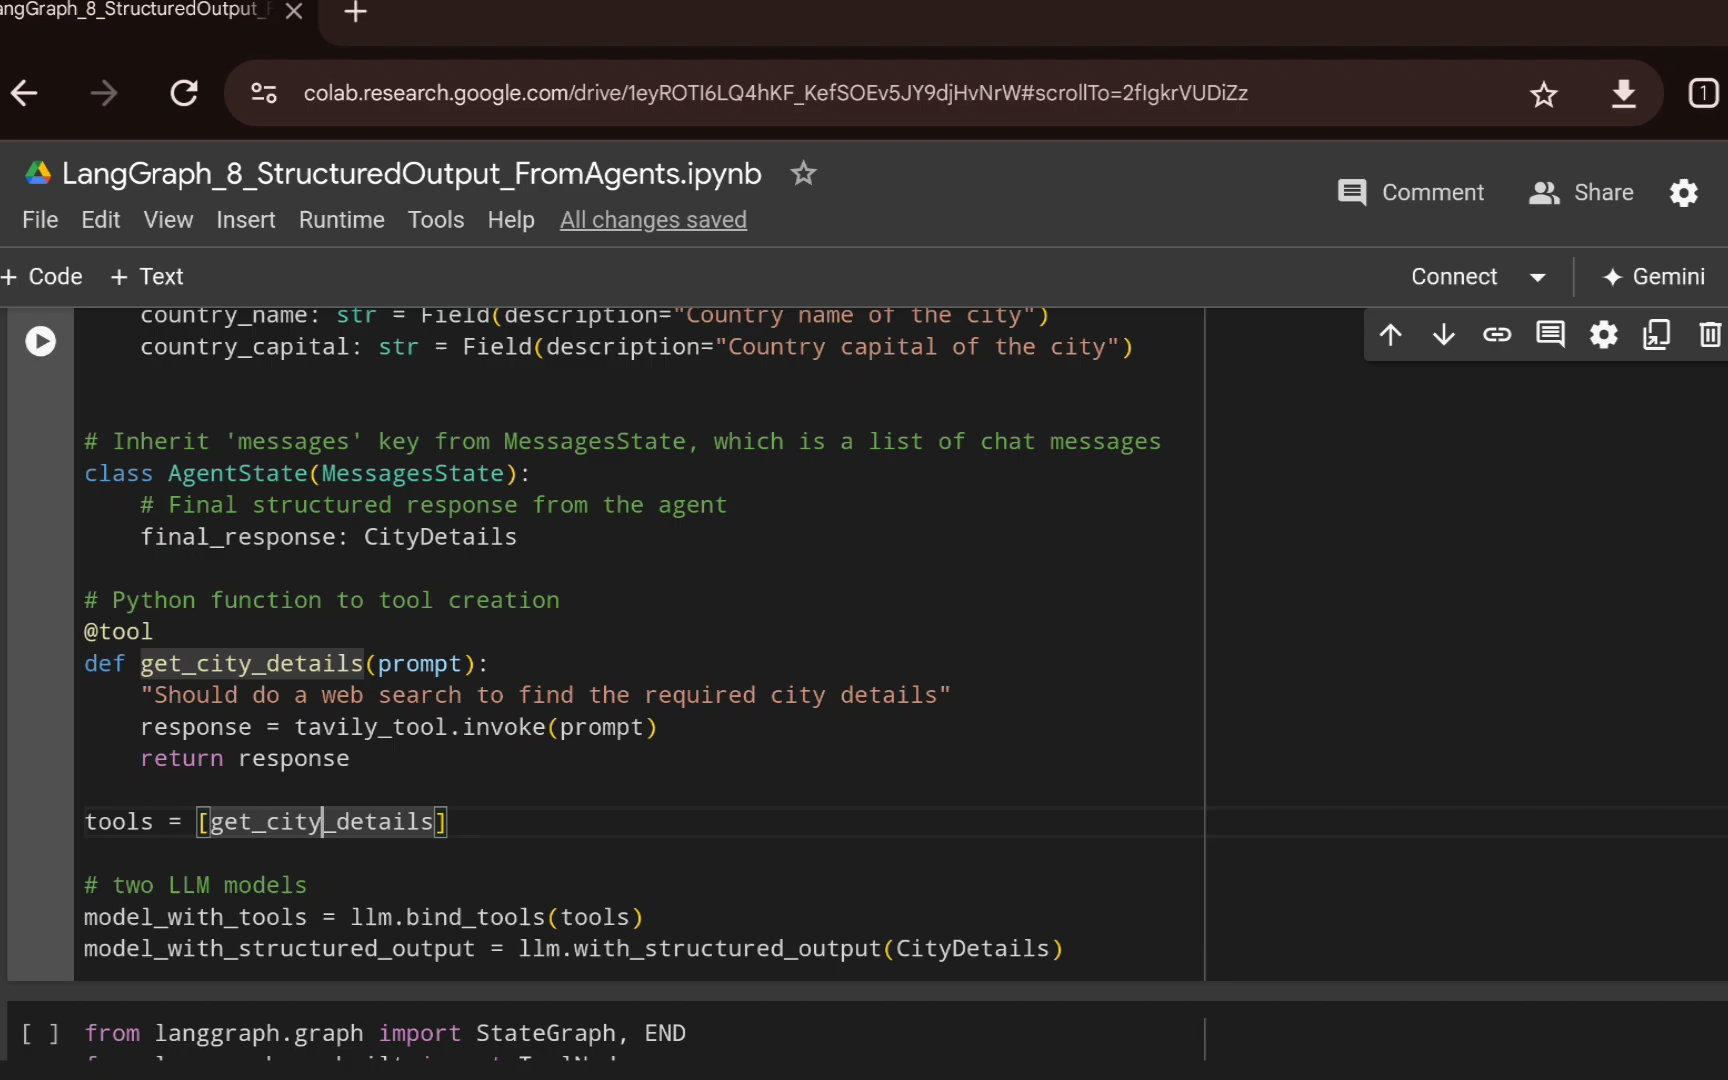 angGraph_8_StructuredOutput_F
colab.research.google.com/drive/1eyROTI6LQ4hKF_KefSOEv5JY9djHvNrW#scrollTo=2fIgkrVUDiZz
1
LangGraph_8_StructuredOutput_FromAgents.ipynb
Comment
Share
File Edit View Insert Runtime Tools Help All changes saved
+ Code + Text
Connect
Gemini
country_name: str = Field(description="Country name of the city")
country_capital: str = Field(description="Country capital of the city")
# Inherit 'messages' key from MessagesState, which is a list of chat messages
class AgentState(MessagesState):
# Final structured response from the agent
final_response: CityDetails
# Python function to tool creation
@tool
def get_city_details(prompt):
"Should do a web search to find the required city details"
response = tavily_tool.invoke(prompt)
return response
tools = [get_city_details]
# two LLM models
model_with_tools = llm.bind_tools(tools)
model_with_structured_output = llm.with_structured_output(CityDetails)
[ ] from langgraph.graph import StateGraph, END